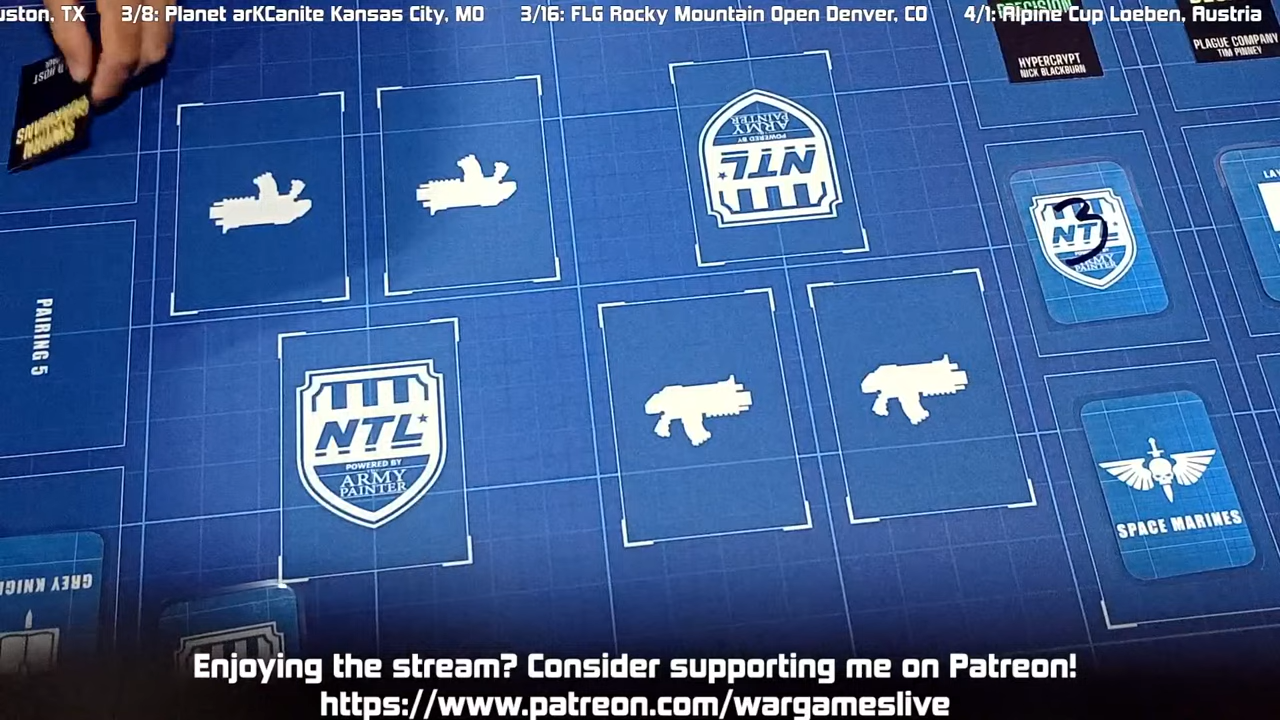 uston, TX 3/8: Planet arKCanite Kansas City, MO 3/16: FLG Rocky Mountain Open Denver, CO 4/1: Alpine Cup Loeben, Austria
HYPERCRYPT
NICK BLACKBURN
PLAGUE COMPANY
TIM PINNEY
HOST
NTL
ARMY
PAINTER
POWERED BY
3
NTL
ARMY
PAINTER
PAIRING 5
NTL
POWERED BY
ARMY
PAINTER
SPACE MARINES
GREY KNIG
Enjoying the stream? Consider supporting me on Patreon!
https://www.patreon.com/wargameslive